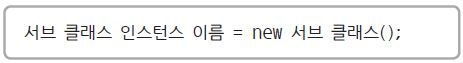 서브 클래스 인스턴스 이름 = new 서브 클래스();